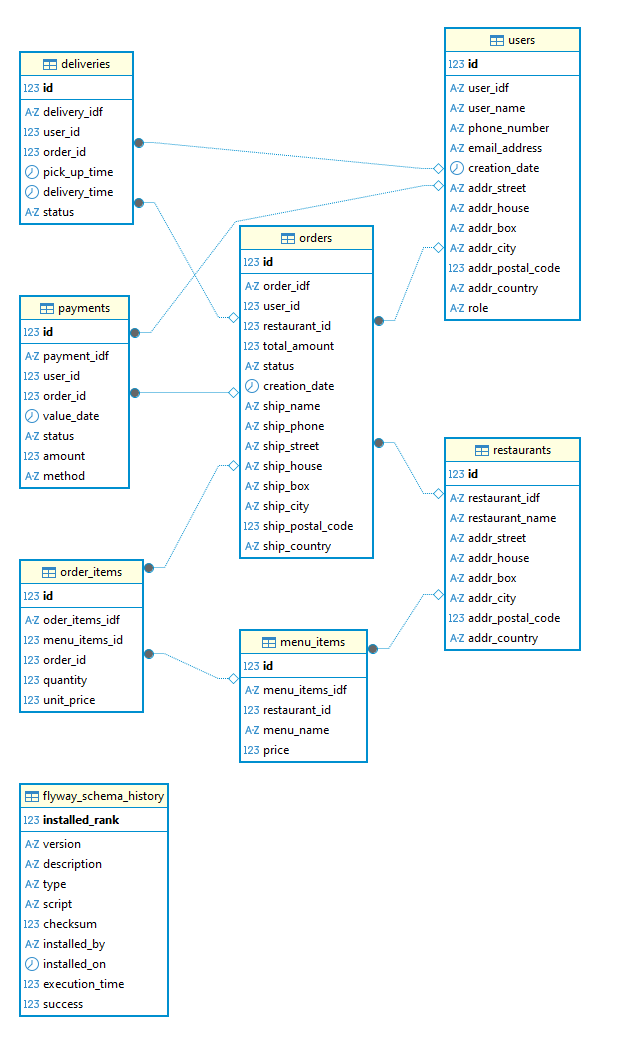 deliveries
123 id
A-Z delivery_idf
123 user_id
123 order_id
pick_up_time
delivery_time
A-Z status
users
123 id
A-Z user_idf
A-Z user_name
A-Z phone_number
A-Z email_address
creation_date
A-Z addr_street
A-Z addr_house
A-Z addr_box
A-Z addr_city
123 addr_postal_code
A-Z addr_country
A-Z role
orders
123 id
A-Z order_idf
123 user_id
123 restaurant_id
123 total_amount
A-Z status
creation_date
A-Z ship_name
A-Z ship_phone
A-Z ship_street
A-Z ship_house
A-Z ship_box
A-Z ship_city
123 ship_postal_code
A-Z ship_country
payments
123 id
A-Z payment_idf
123 user_id
123 order_id
value_date
A-Z status
123 amount
A-Z method
restaurants
123 id
A-Z restaurant_idf
A-Z restaurant_name
A-Z addr_street
A-Z addr_house
A-Z addr_box
A-Z addr_city
123 addr_postal_code
A-Z addr_country
order_items
123 id
A-Z oder_items_idf
123 menu_items_id
123 order_id
123 quantity
123 unit_price
menu_items
123 id
A-Z menu_items_idf
123 restaurant_id
A-Z menu_name
123 price
flyway_schema_history
123 installed_rank
A-Z version
A-Z description
A-Z type
A-Z script
123 checksum
A-Z installed_by
installed_on
123 execution_time
123 success